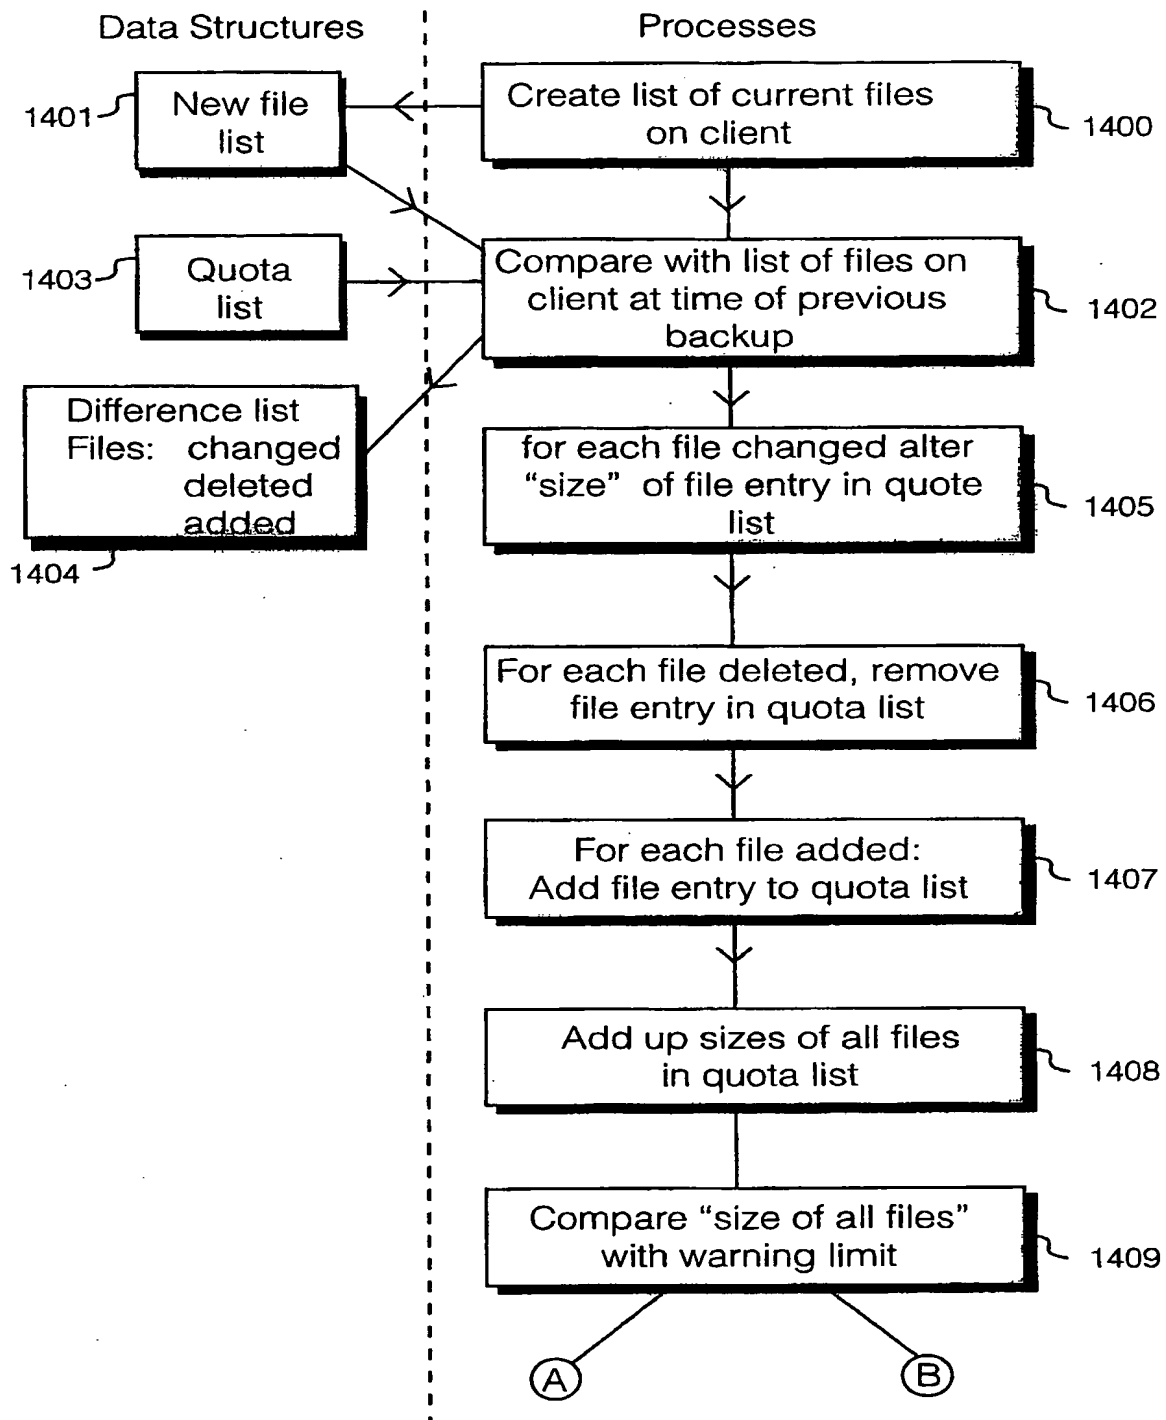 Data Structures
Processes
New file
list
1401
Create list of current files
on client
1400
Quota
list
1403
Compare with list of files on
client at time of previous
backup
1402
Difference list
Files: changed
deleted
added
1404
for each file changed alter
“size” of file entry in quote
list
1405
For each file deleted, remove
file entry in quota list
1406
For each file added:
Add file entry to quota list
1407
Add up sizes of all files
in quota list
1408
Compare “size of all files”
with warning limit
1409
A
B